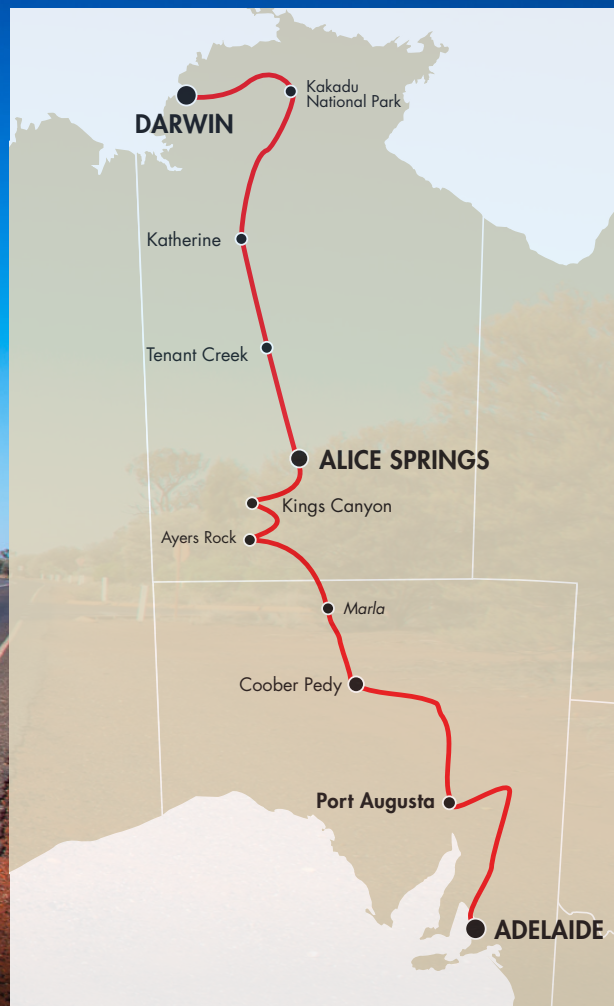 Kakadu
National Park
DARWIN
Katherine
Tenant Creek
ALICE SPRINGS
Kings Canyon
Ayers Rock
Marla
Coober Pedy
Port Augusta
ADELAIDE